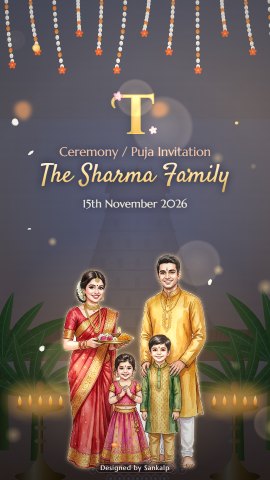 T
Ceremony / Puja Invitation
The Sharma Family
15th November 2026
Designed by Sankalp